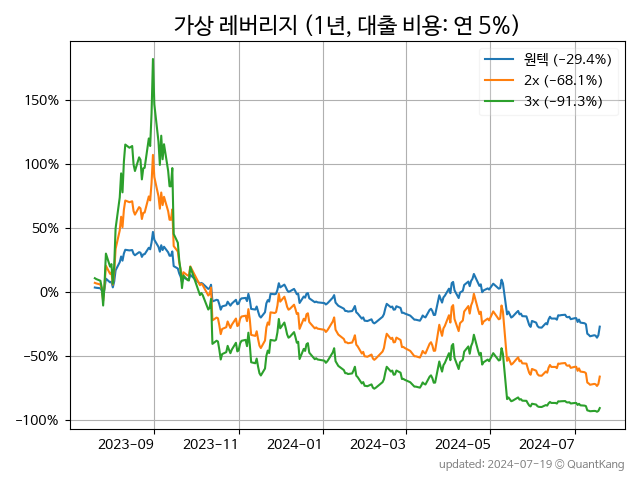 가상 레버리지 (1년, 대출 비용: 연 5%)
원텍 (−29.4%)
2x (−68.1%)
3x (−91.3%)
150%
100%
50%
0%
−50%
−100%
2023-09
2023-11
2024-01
2024-03
2024-05
2024-07
updated: 2024-07-19 © QuantKang